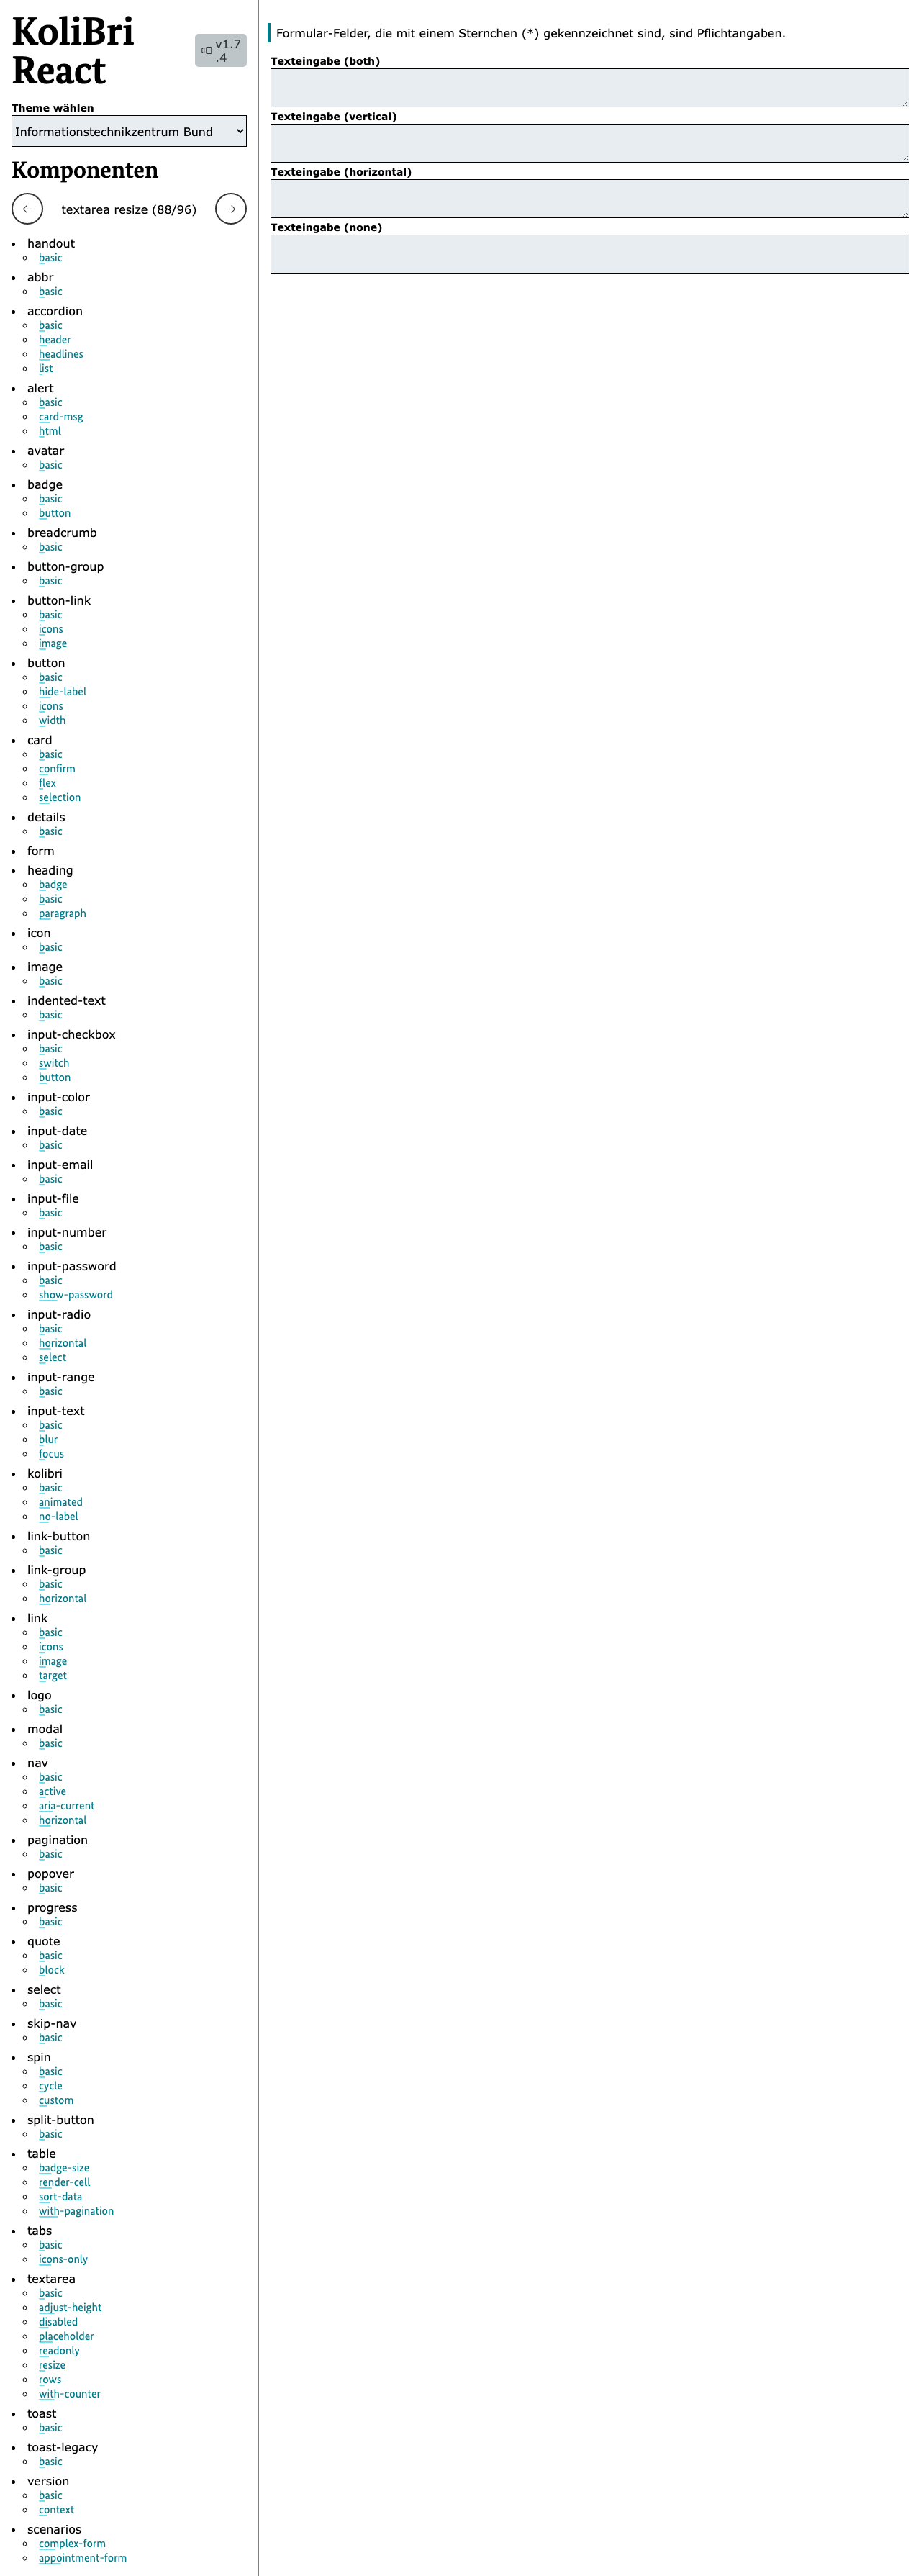 KoliBri
React
v1.7
.4
Theme wählen
Informationstechnikzentrum Bund
Komponenten
← textarea resize (88/96) →
handout
basic
abbr
basic
accordion
basic
header
headlines
list
alert
basic
card-msg
html
avatar
basic
badge
basic
button
breadcrumb
basic
button-group
basic
button-link
basic
icons
image
button
basic
hide-label
icons
width
card
basic
confirm
flex
selection
details
basic
form
heading
badge
basic
paragraph
icon
basic
image
basic
indented-text
basic
input-checkbox
basic
switch
button
input-color
basic
input-date
basic
input-email
basic
input-file
basic
input-number
basic
input-password
basic
show-password
input-radio
basic
horizontal
select
input-range
basic
input-text
basic
blur
focus
kolibri
basic
animated
no-label
link-button
basic
link-group
basic
horizontal
link
basic
icons
image
target
logo
basic
modal
basic
nav
basic
active
aria-current
horizontal
pagination
basic
popover
basic
progress
basic
quote
basic
block
select
basic
skip-nav
basic
spin
basic
cycle
custom
split-button
basic
table
badge-size
render-cell
sort-data
with-pagination
tabs
basic
icons-only
textarea
basic
adjust-height
disabled
placeholder
readonly
resize
rows
with-counter
toast
basic
toast-legacy
basic
version
basic
context
scenarios
complex-form
appointment-form
Formular-Felder, die mit einem Sternchen (*) gekennzeichnet sind, sind Pflichtangaben.
Texteingabe (both)
Texteingabe (vertical)
Texteingabe (horizontal)
Texteingabe (none)